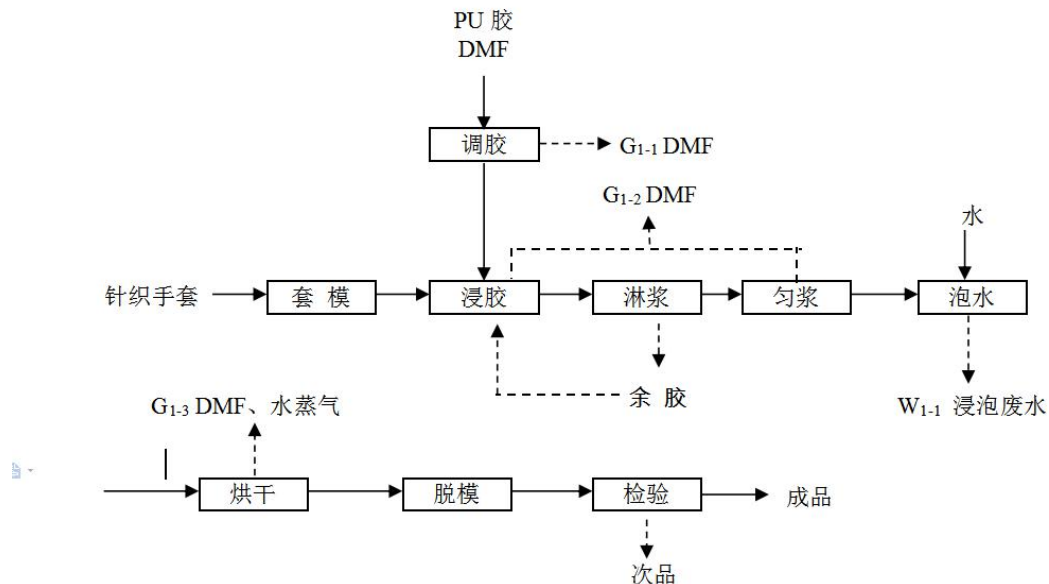 PU 胶
DMF
调胶
G1-1 DMF
G1-2 DMF
水
针织手套
套 模
浸胶
淋浆
匀浆
泡水
余 胶
W1-1 浸泡废水
G1-3 DMF、水蒸气
烘干
脱模
检验
成品
次品